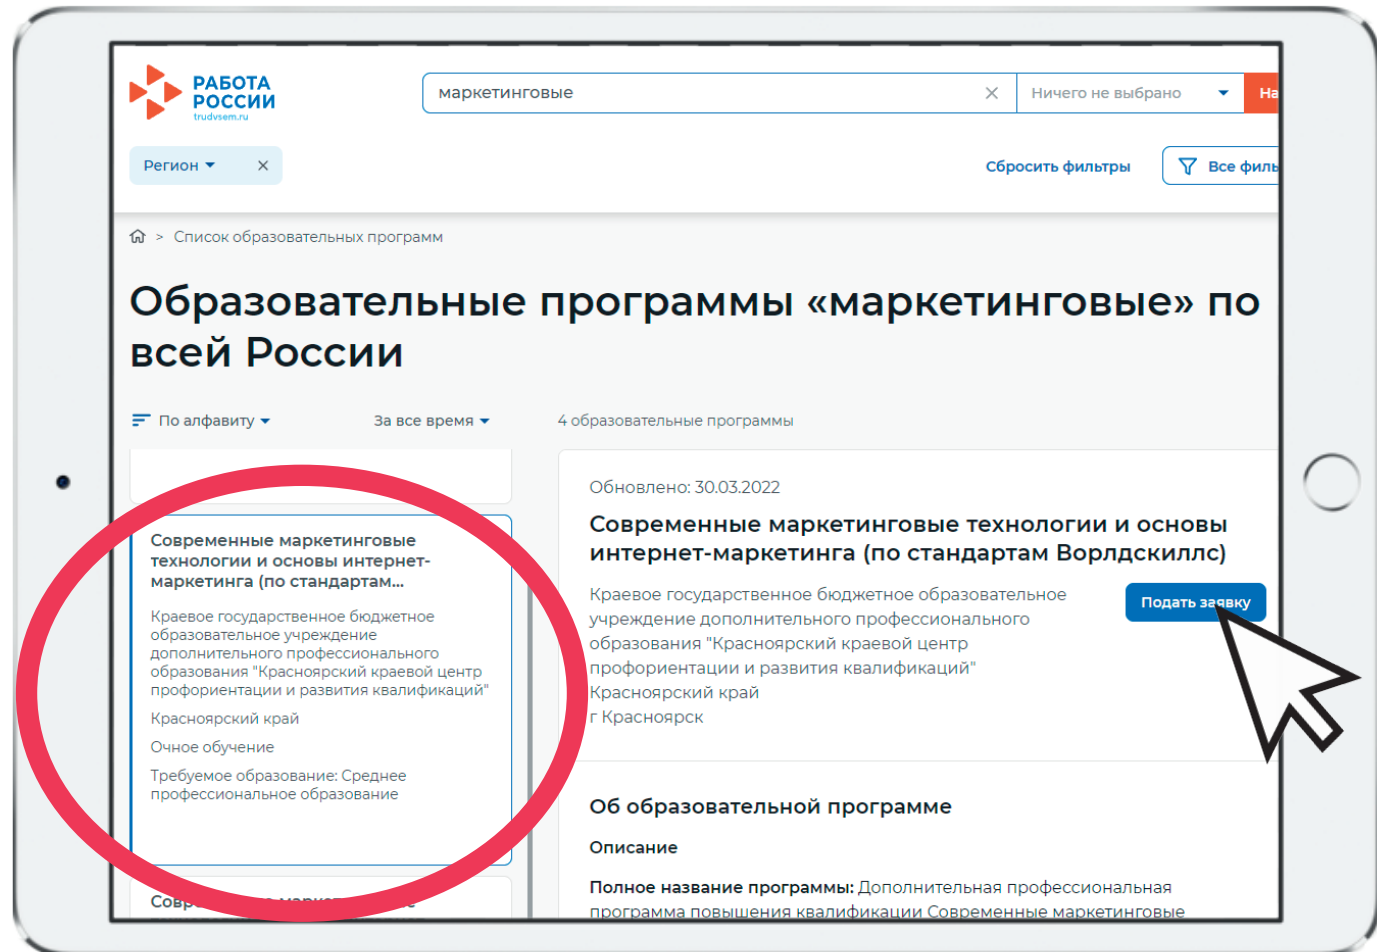 РАБОТА
РОССИИ
trudvsem.ru
маркетинговые
Ничего не выбрано
На
Регион
Сбросить фильтры
Все филь
> Список образовательных программ
Образовательные программы «маркетинговые» по
всей России
По алфавиту
За все время
4 образовательные программы
Современные маркетинговые
технологии и основы интернет-
маркетинга (по стандартам...
Краевое государственное бюджетное
образовательное учреждение
дополнительного профессионального
образования "Красноярский краевой центр
профориентации и развития квалификаций"
Красноярский край
Очное обучение
Требуемое образование: Среднее
профессиональное образование
Обновлено: 30.03.2022
Современные маркетинговые технологии и основы
интернет-маркетинга (по стандартам Ворлдскиллс)
Краевое государственное бюджетное образовательное
учреждение дополнительного профессионального
образования "Красноярский краевой центр
профориентации и развития квалификаций"
Красноярский край
г Красноярск
Подать заявку
Об образовательной программе
Описание
Полное название программы: Дополнительная профессиональная
программа повышения квалификации Современные маркетинговые